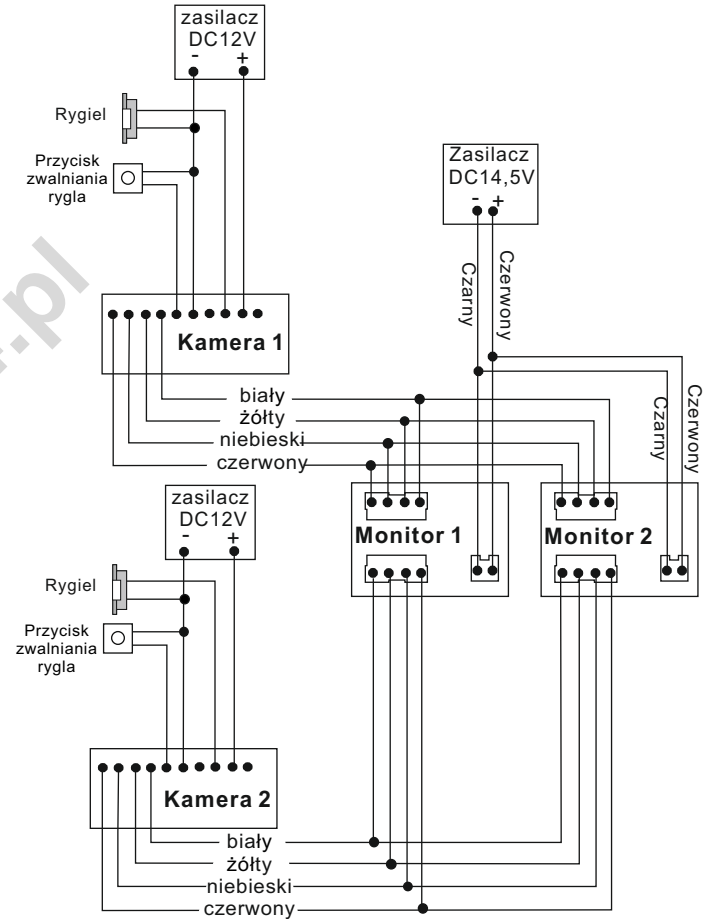 zasilacz
DC12V
- +
Rygiel
Przycisk
zwalniania
rygla
Zasilacz
DC14,5V
- +
Czarny
Czerwony
Kamera 1
biały
żółty
niebieski
czerwony
Czarny
Czerwony
Monitor 1
Monitor 2
zasilacz
DC12V
- +
Rygiel
Przycisk
zwalniania
rygla
Kamera 2
biały
żółty
niebieski
czerwony
.pl